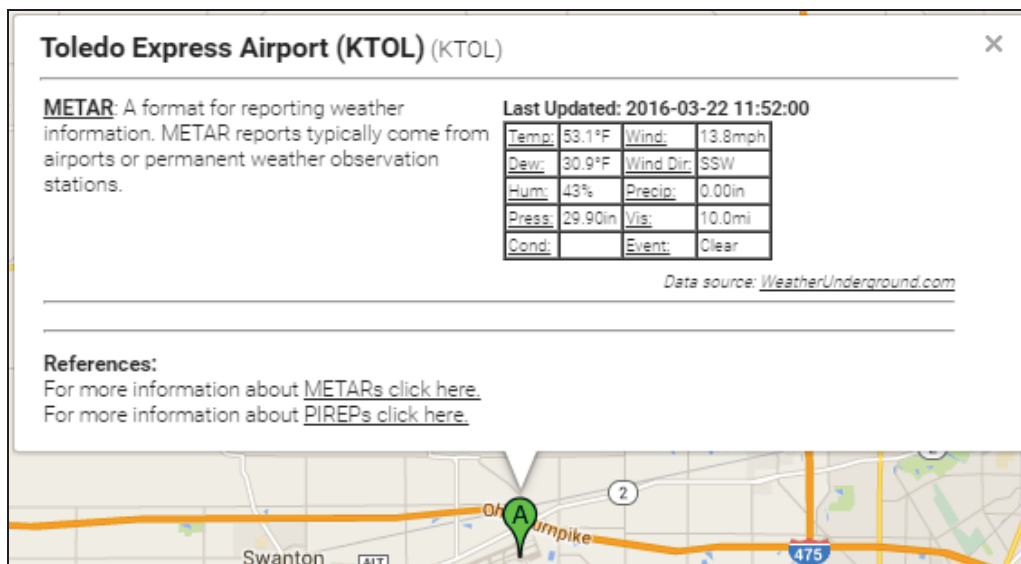 Toledo Express Airport (KTOL) (KTOL) ×
METAR: A format for reporting weather
information. METAR reports typically come from
airports or permanent weather observation
stations.
Last Updated: 2016-03-22 11:52:00
Temp: 53.1°F Wind: 13.8mph
Dew: 30.9°F Wind Dir: SSW
Hum: 43% Precip: 0.00in
Press: 29.90in Vis: 10.0mi
Cond: Event: Clear
Data source: WeatherUnderground.com
References:
For more information about METARs click here.
For more information about PIREPs click here.
2
2
A
Turnpike
475
Swanton
ALT